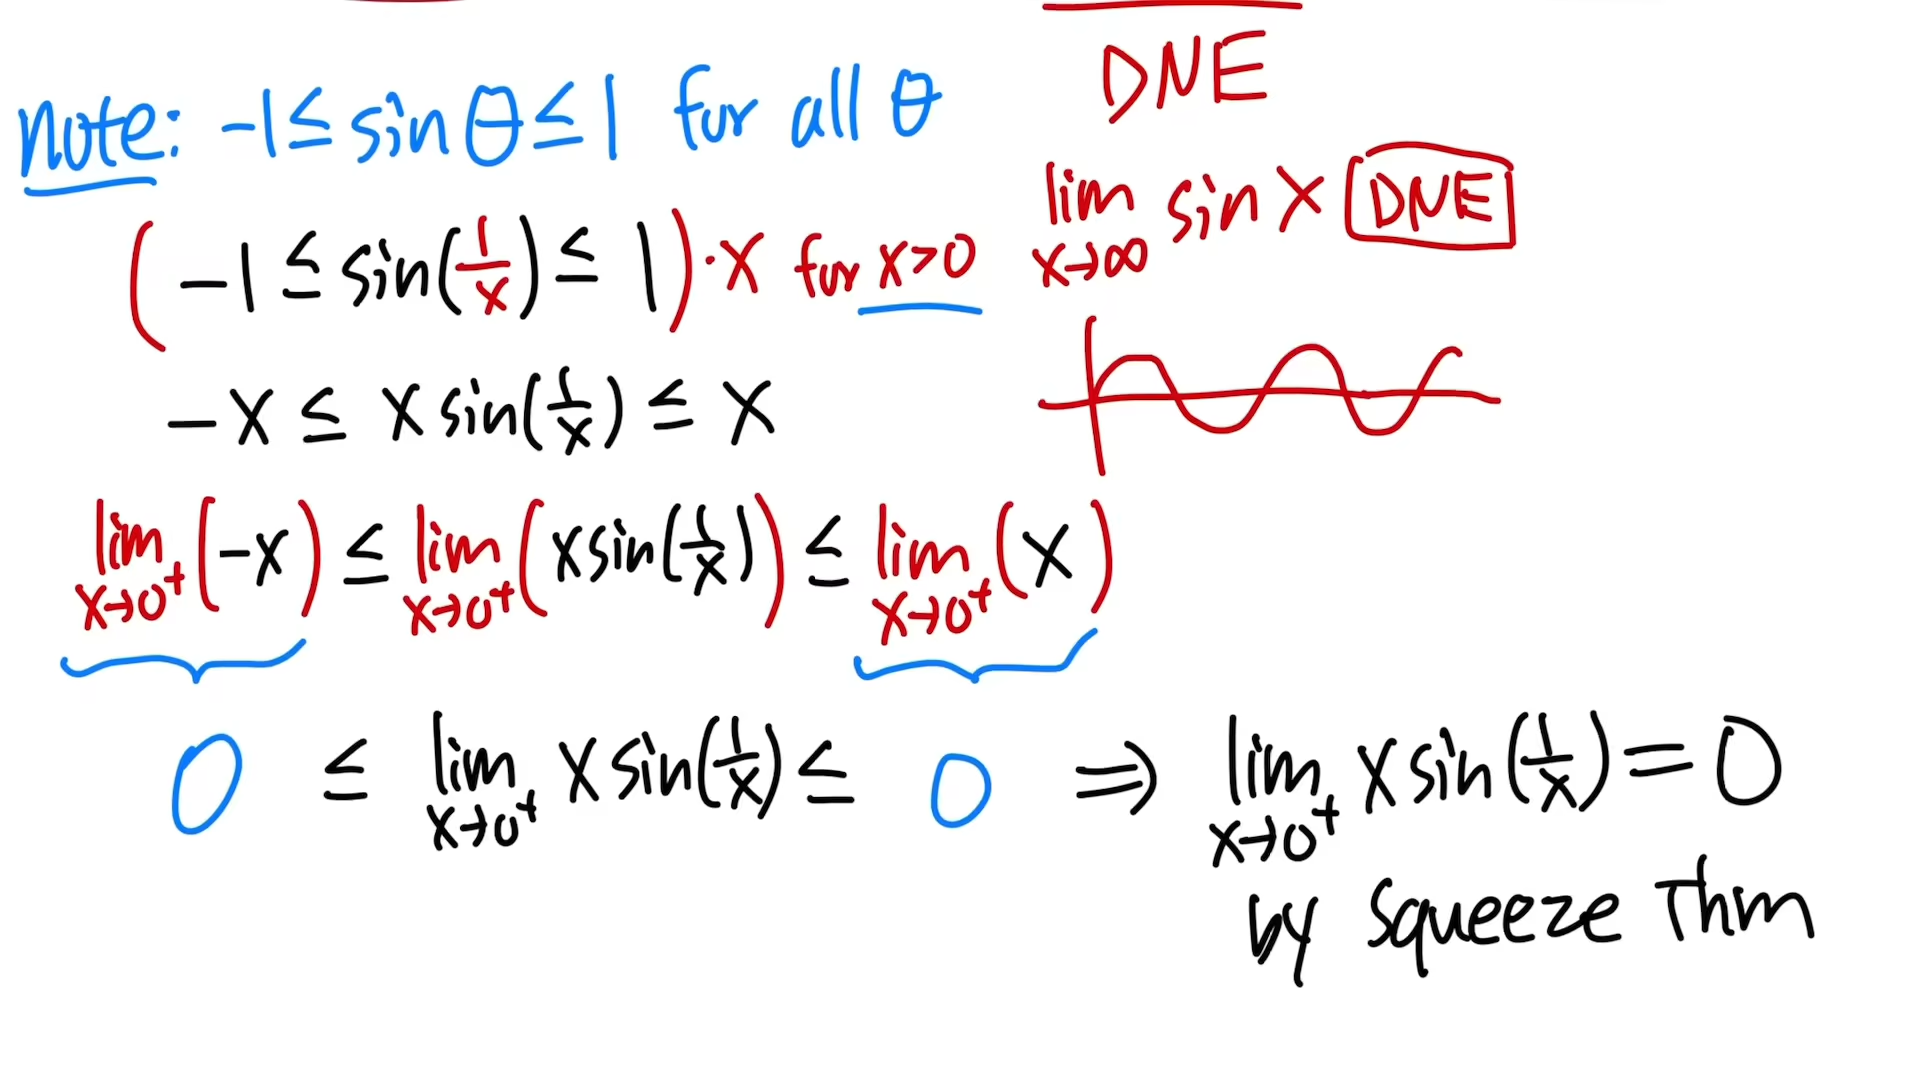 note: -1 ≤ sin θ ≤ 1 for all θ
(-1 ≤ sin(1/x) ≤ 1)·x for x>0
-x ≤ x sin(1/x) ≤ x
lim x→0⁺ (-x) ≤ lim x→0⁺ (x sin(1/x)) ≤ lim x→0⁺ (x)
0 ≤ lim x→0⁺ x sin(1/x) ≤ 0 ⇒ lim x→0⁺ x sin(1/x) = 0
by Squeeze Thm
DNE
lim x→∞ sin x DNE